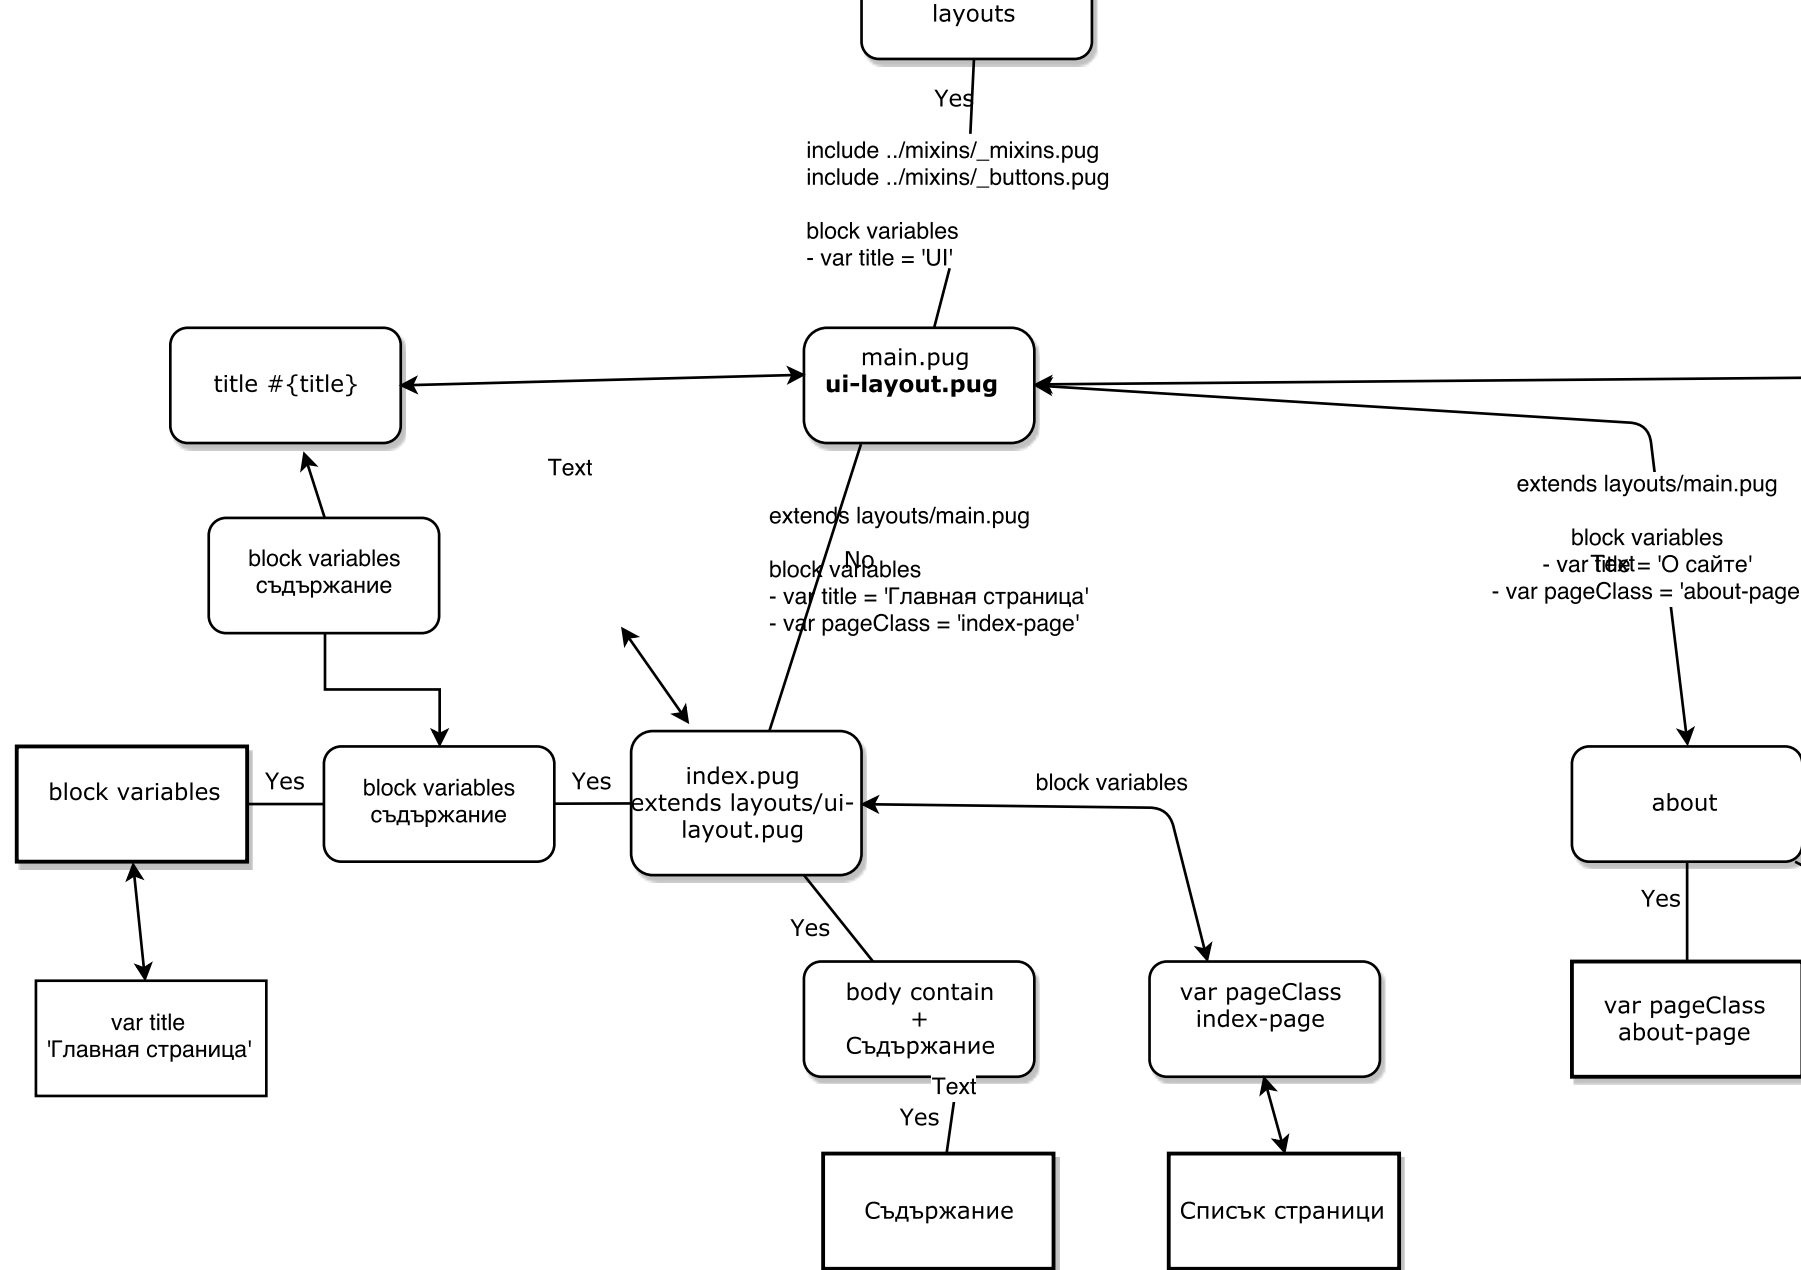 layouts
Yes
include ../mixins/_mixins.pug
include ../mixins/_buttons.pug
block variables
- var title = 'UI'
title #{title}
main.pug
ui-layout.pug
Text
extends layouts/main.pug
No
block variables
- var title = 'Главная страница'
- var pageClass = 'index-page'
extends layouts/main.pug
block variables
- var title = 'О сайте'
Text
- var pageClass = 'about-page
block variables
съдържание
block variables
Yes
block variables
съдържание
Yes
index.pug
extends layouts/ui-
layout.pug
block variables
about
Yes
Yes
var title
'Главная страница'
body contain
+
Съдържание
Text
Yes
var pageClass
index-page
var pageClass
about-page
Съдържание
Списък страници